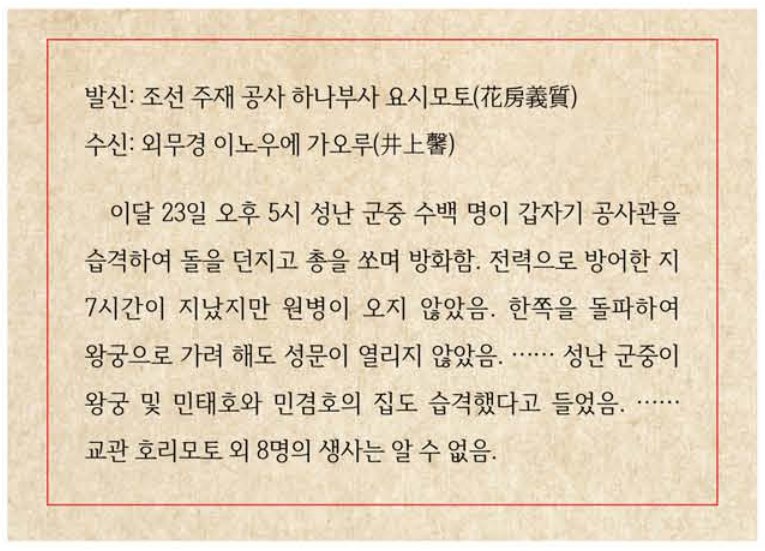 발신: 조선 주재 공사 하나부사 요시모토(花房義質)
수신: 외무경 이노우에 가오루(井上馨)
이달 23일 오후 5시 성난 군중 수백 명이 갑자기 공사관을
습격하여 돌을 던지고 총을 쏘며 방화함. 전력으로 방어한 지
7시간이 지났지만 원병이 오지 않았음. 한쪽을 돌파하여
왕궁으로 가려 해도 성문이 열리지 않았음. …… 성난 군중이
왕궁 및 민태호와 민겸호의 집도 습격했다고 들었음. ……
교관 호리모토 외 8명의 생사는 알 수 없음.